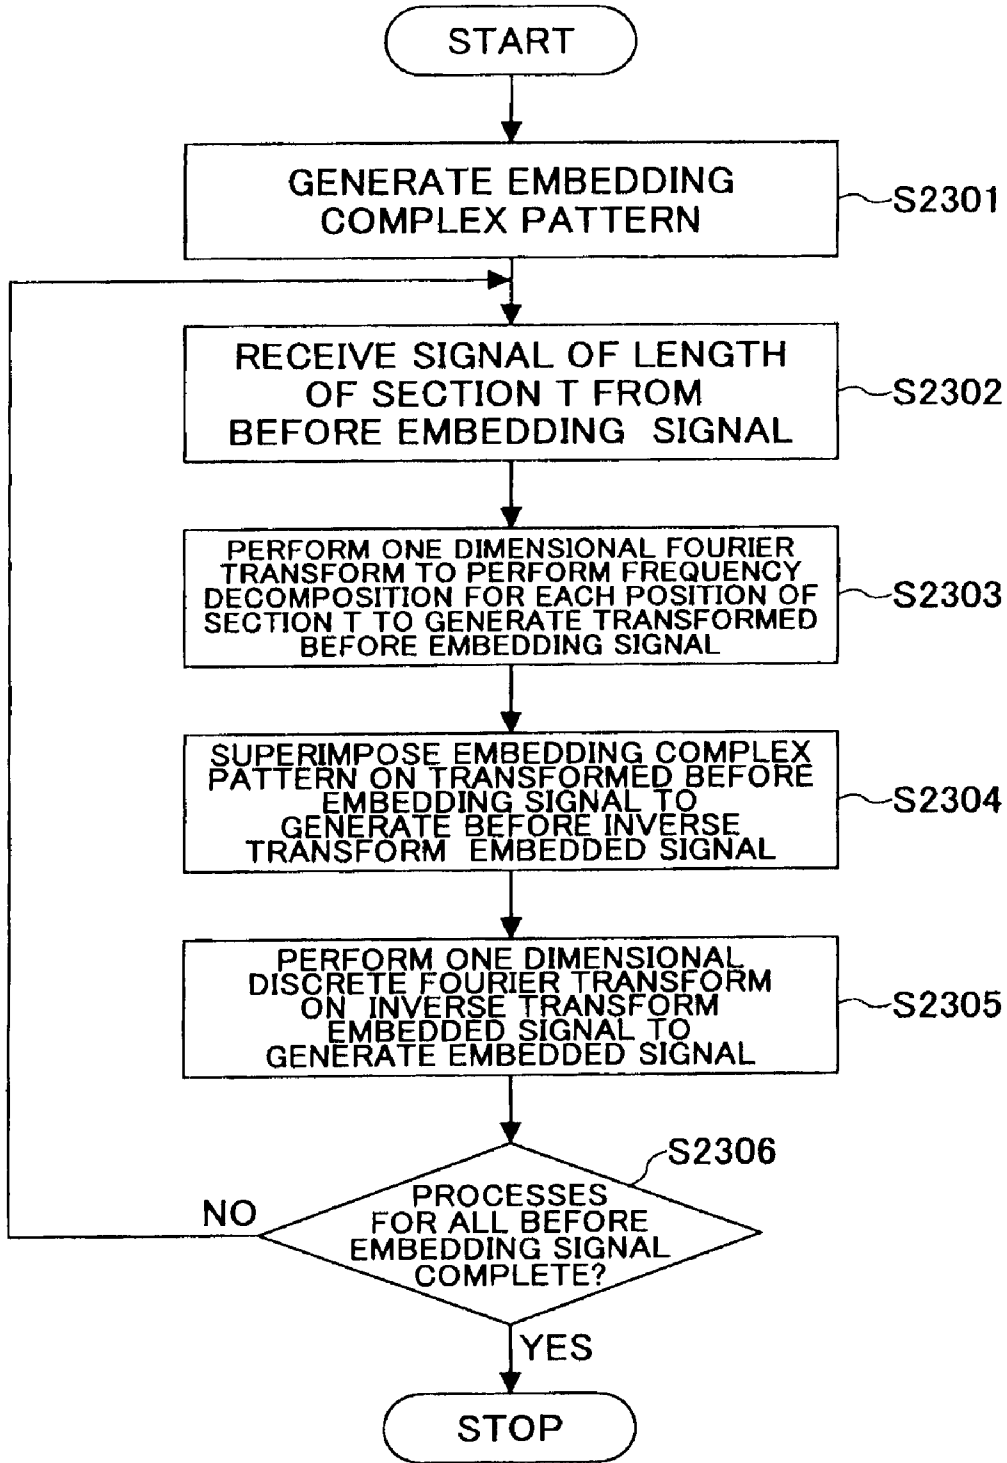 START
GENERATE EMBEDDING
COMPLEX PATTERN
S2301
RECEIVE SIGNAL OF LENGTH
OF SECTION T FROM
BEFORE EMBEDDING SIGNAL
S2302
PERFORM ONE DIMENSIONAL FOURIER
TRANSFORM TO PERFORM FREQUENCY
DECOMPOSITION FOR EACH POSITION OF
SECTION T TO GENERATE TRANSFORMED
BEFORE EMBEDDING SIGNAL
S2303
SUPERIMPOSE EMBEDDING COMPLEX
PATTERN ON TRANSFORMED BEFORE
EMBEDDING SIGNAL TO
GENERATE BEFORE INVERSE
TRANSFORM EMBEDDED SIGNAL
S2304
PERFORM ONE DIMENSIONAL
DISCRETE FOURIER TRANSFORM
ON INVERSE TRANSFORM
EMBEDDED SIGNAL TO
GENERATE EMBEDDED SIGNAL
S2305
S2306
PROCESSES
FOR ALL BEFORE
EMBEDDING SIGNAL
COMPLETE?
NO
YES
STOP